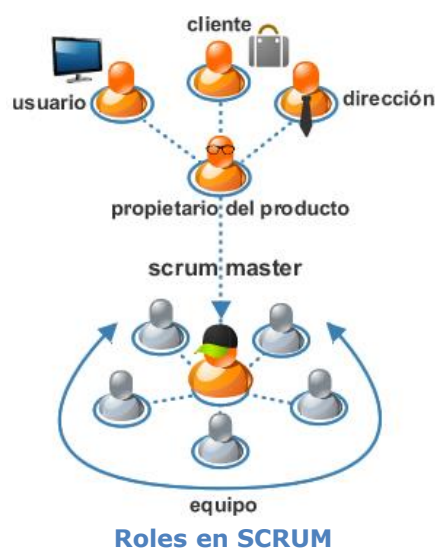 cliente
usuario
dirección
propietario del producto
scrum master
equipo
Roles en SCRUM